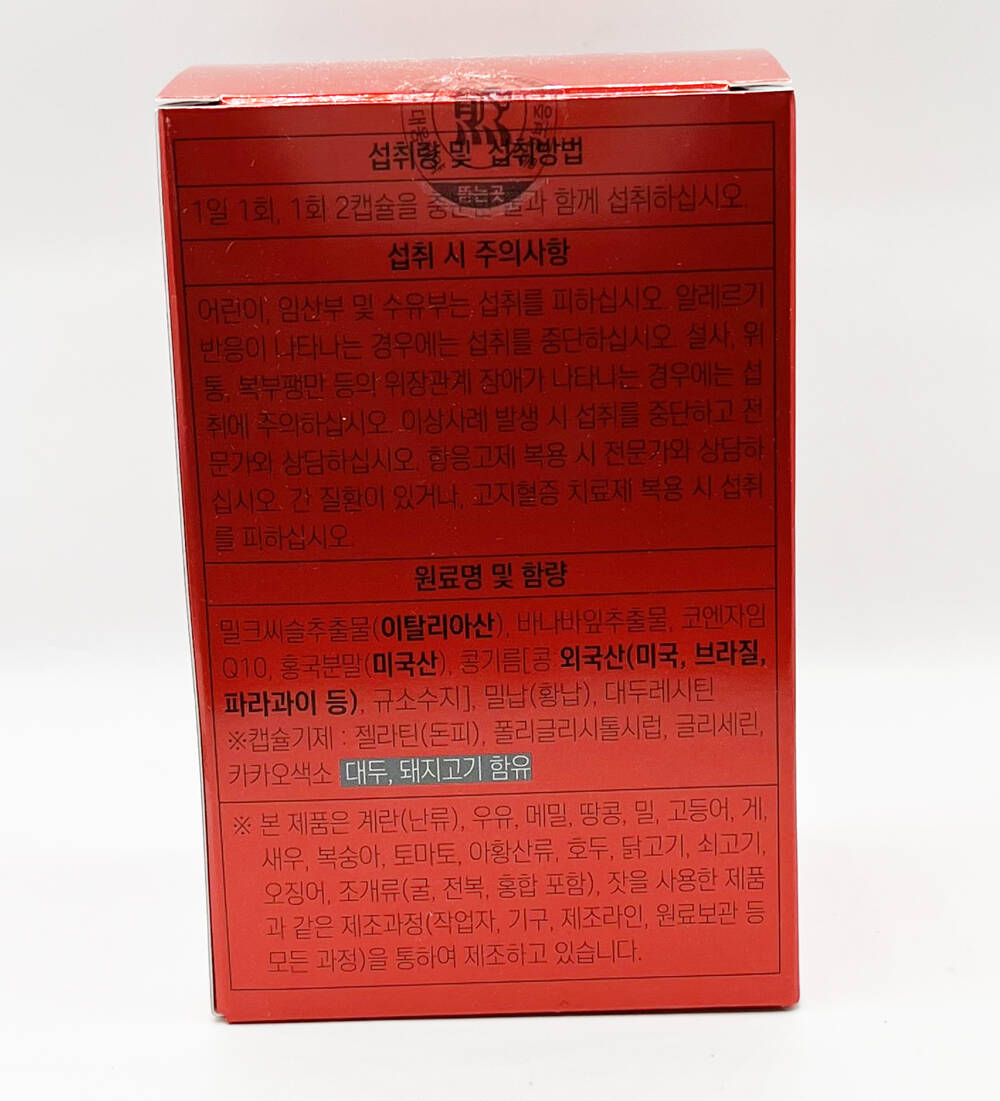 섭취량 및 섭취방법
뜯는곳
1일 1회, 1회 2캡슐을 충분한 물과 함께 섭취하십시오.
섭취 시 주의사항
어린이, 임산부 및 수유부는 섭취를 피하십시오. 알레르기
반응이 나타나는 경우에는 섭취를 중단하십시오. 설사, 위
통, 복부팽만 등의 위장관계 장애가 나타나는 경우에는 섭
취에 주의하십시오. 이상사례 발생 시 섭취를 중단하고 전
문가와 상담하십시오. 항응고제 복용 시 전문가와 상담하
십시오. 간 질환이 있거나, 고지혈증 치료제 복용 시 섭취
를 피하십시오.
원료명 및 함량
밀크씨슬추출물(이탈리아산), 바나바잎추출물, 코엔자임
Q10, 홍국분말(미국산), 콩기름[콩 외국산(미국, 브라질,
파라과이 등), 규소수지], 밀납(황납), 대두레시틴
※캡슐기제 : 젤라틴(돈피), 폴리글리시톨시럽, 글리세린,
카카오색소 대두, 돼지고기 함유
※ 본 제품은 계란(난류), 우유, 메밀, 땅콩, 밀, 고등어, 게,
새우, 복숭아, 토마토, 아황산류, 호두, 닭고기, 쇠고기,
오징어, 조개류(굴, 전복, 홍합 포함), 잣을 사용한 제품
과 같은 제조과정(작업자, 기구, 제조라인, 원료보관 등
모든 과정)을 통하여 제조하고 있습니다.